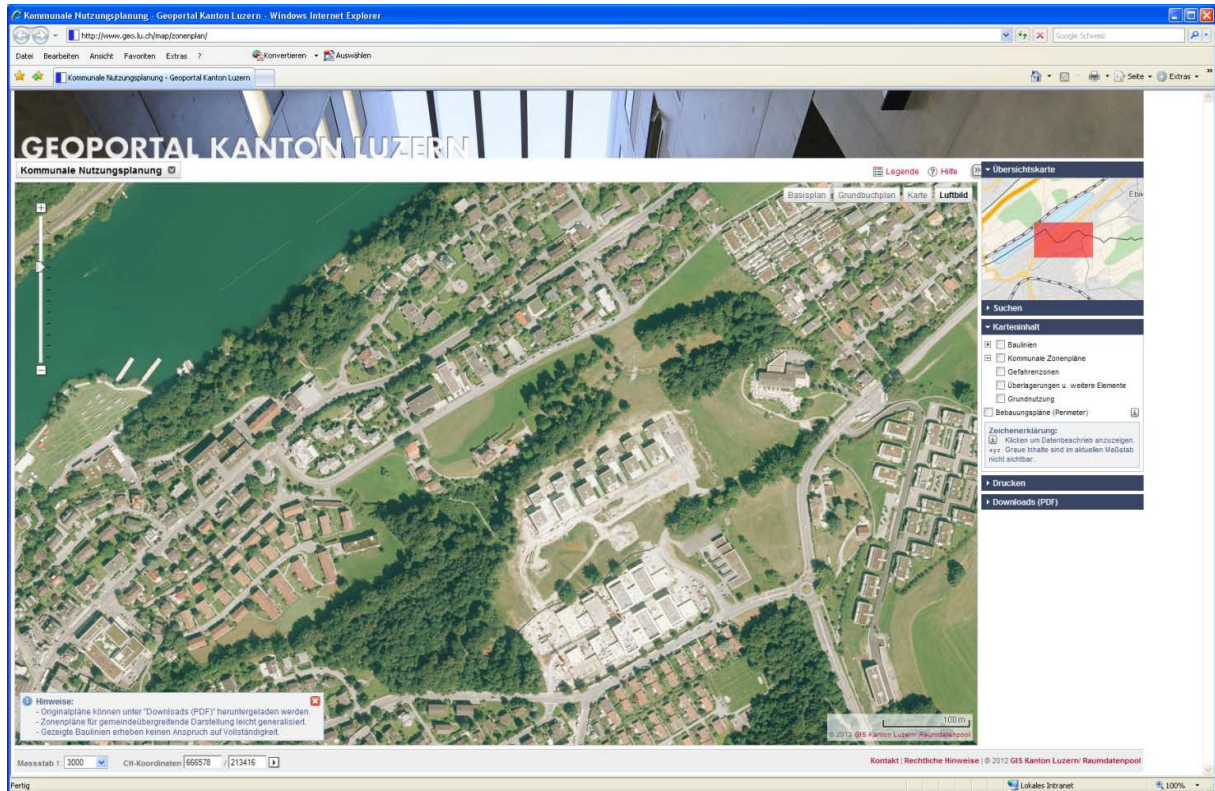 Kommunale Nutzungsplanung - Geoportal Kanton Luzern - Windows Internet Explorer
http://www.geo.lu.ch/map/zonenplan/
Google Schweiz
Datei Bearbeiten Ansicht Favoriten Extras ? Konvertieren Auswählen
Kommunale Nutzungsplanung - Geoportal Kanton Luzern
Seite Extras
GEOPORTAL KANTON LUZERN
Kommunale Nutzungsplanung
Legende Hilfe
Übersichtskarte
Basisplan Grundbuchplan Karte Luftbild
Suchen
Karteninhalt
Baulinien
Kommunale Zonenpläne
Gefahrenzonen
Überlagerungen u. weitere Elemente
Grundnutzung
Bebauungspläne (Perimeter)
Zeichenerklärung:
Klicken um Datenbeschrieb anzuzeigen.
xyz Graue Inhalte sind im aktuellen Maßstab
nicht sichtbar.
Drucken
Downloads (PDF)
Hinweise:
- Originalpläne können unter "Downloads (PDF)" heruntergeladen werden.
- Zonenpläne für gemeindeübergreifende Darstellung leicht generalisiert.
- Gezeigte Baulinien erheben keinen Anspruch auf Vollständigkeit.
100 m
© 2012 GIS Kanton Luzern/ Raumdatenpool
Massstab 1: 3000 CH-Koordinaten 666578 / 213416
Kontakt | Rechtliche Hinweise | © 2012 GIS Kanton Luzern/ Raumdatenpool
Fertig
Lokales Intranet 100%